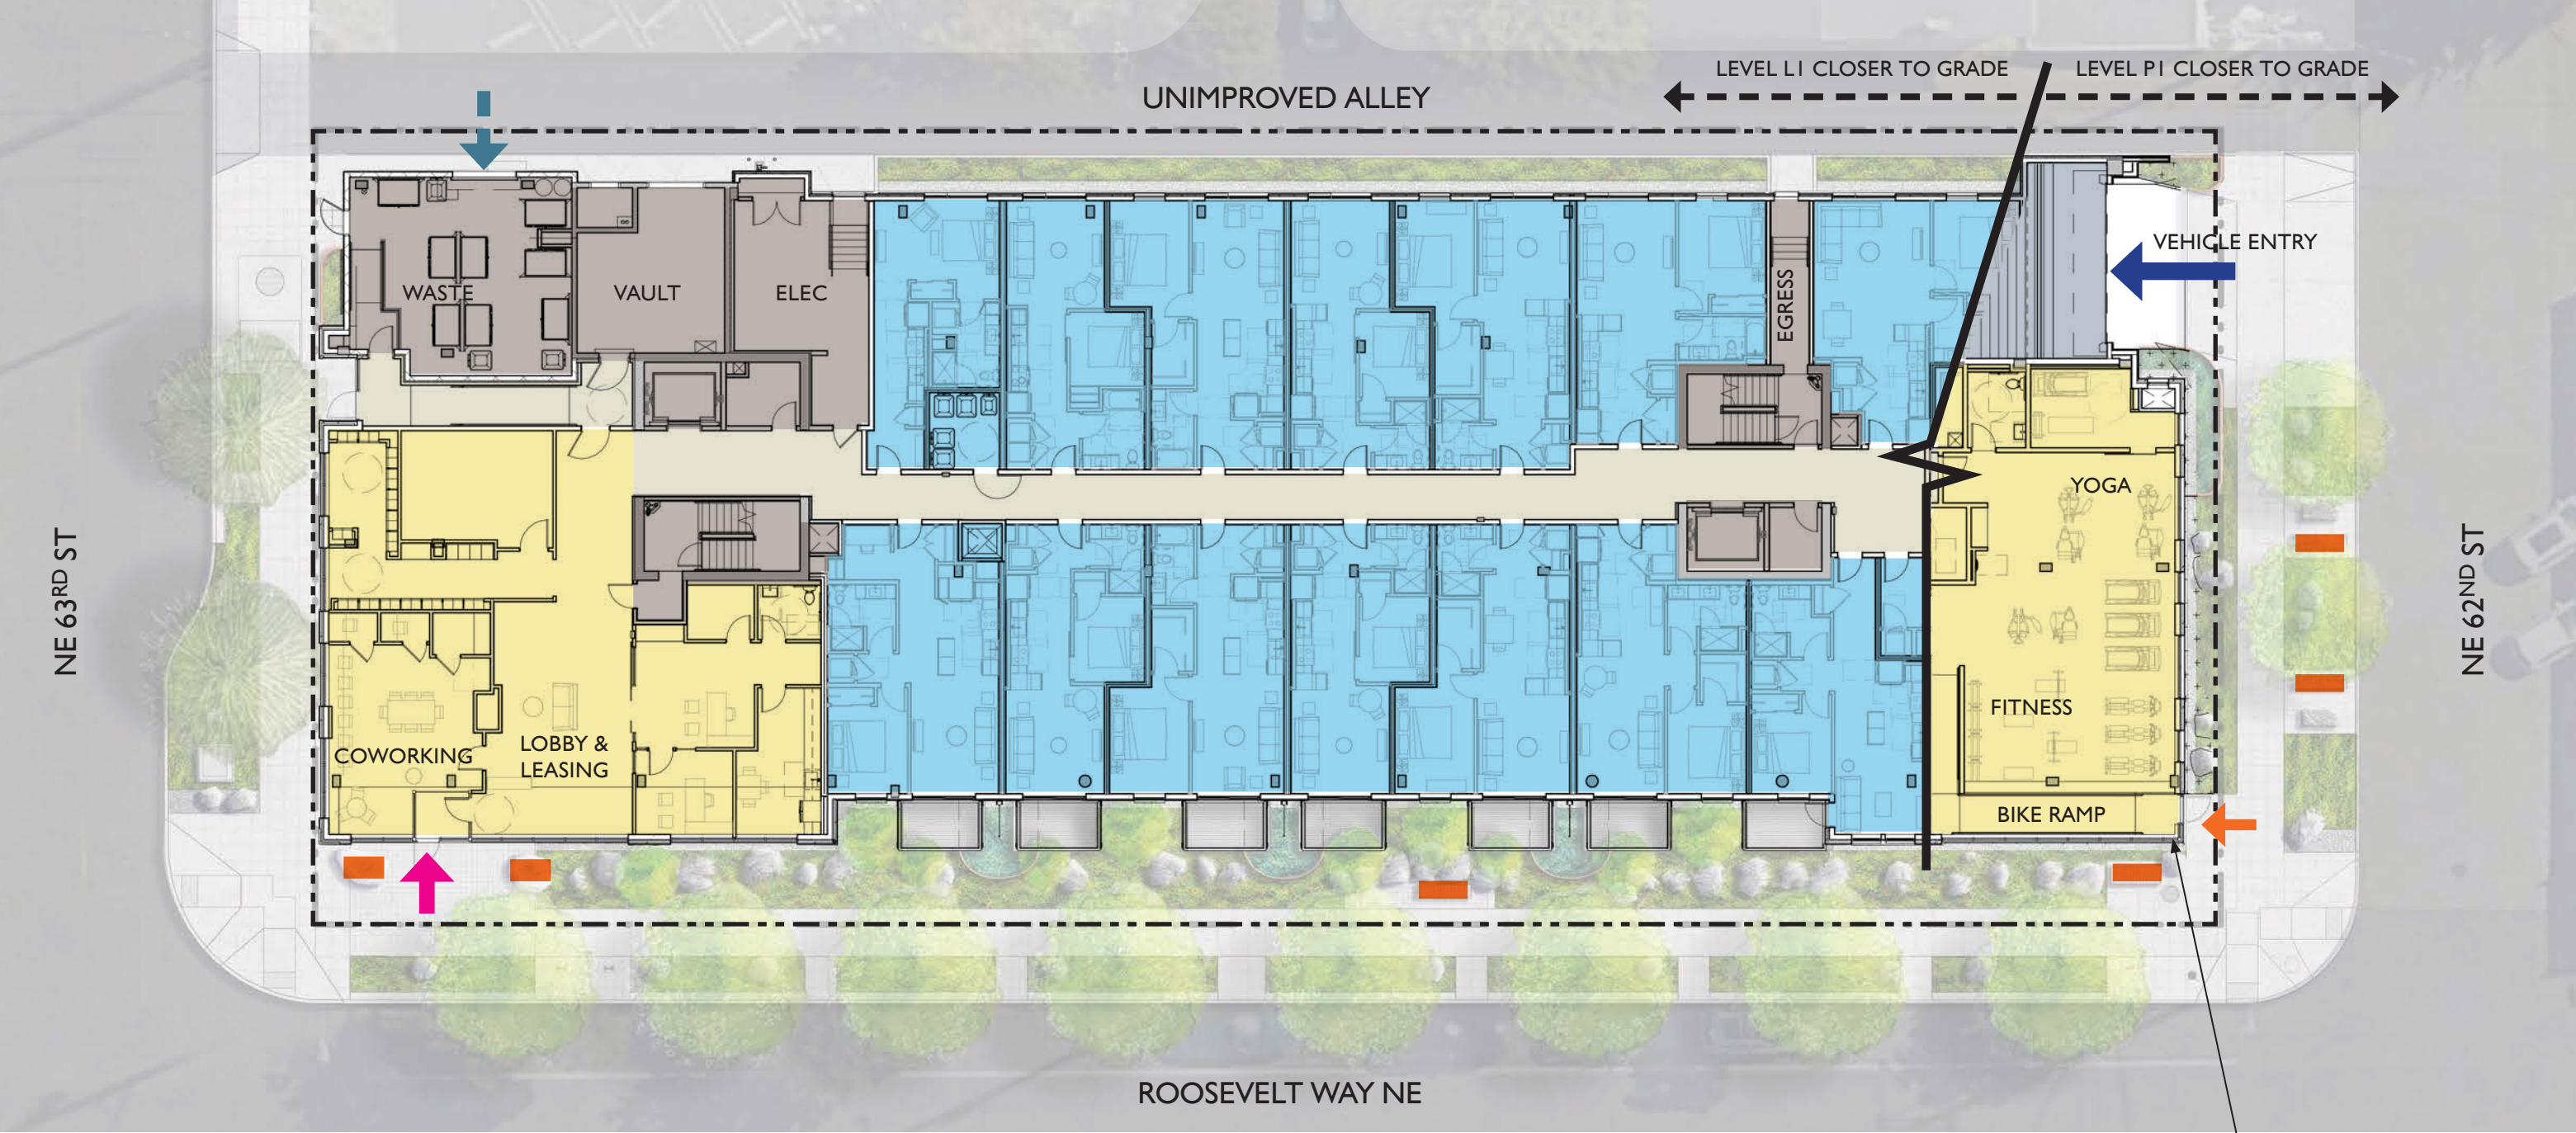 LEVEL L1 CLOSER TO GRADE
LEVEL P1 CLOSER TO GRADE
UNIMPROVED ALLEY
VEHICLE ENTRY
WASTE
VAULT
ELEC
EGRESS
YOGA
NE 63RD ST
NE 62ND ST
FITNESS
COWORKING
LOBBY &
LEASING
BIKE RAMP
ROOSEVELT WAY NE